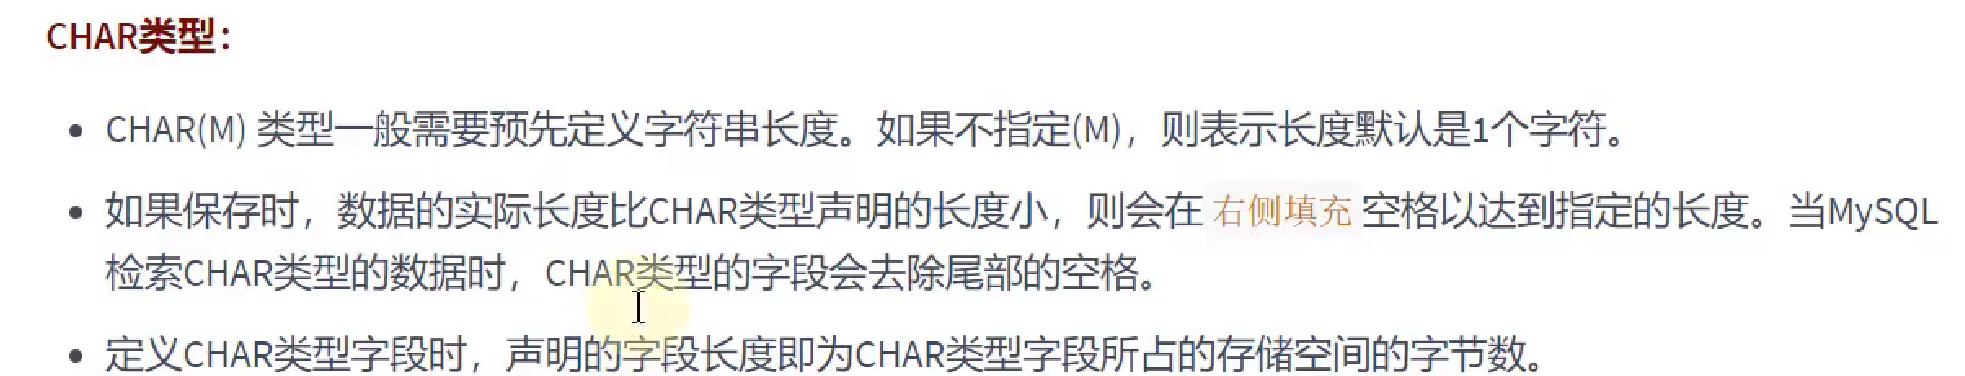 CHAR类型：
• CHAR(M) 类型一般需要预先定义字符串长度。如果不指定(M)，则表示长度默认是1个字符。
• 如果保存时，数据的实际长度比CHAR类型声明的长度小，则会在 右侧填充 空格以达到指定的长度。当MySQL
检索CHAR类型的数据时，CHAR类型的字段会去除尾部的空格。
• 定义CHAR类型字段时，声明的字段长度即为CHAR类型字段所占的存储空间的字节数。